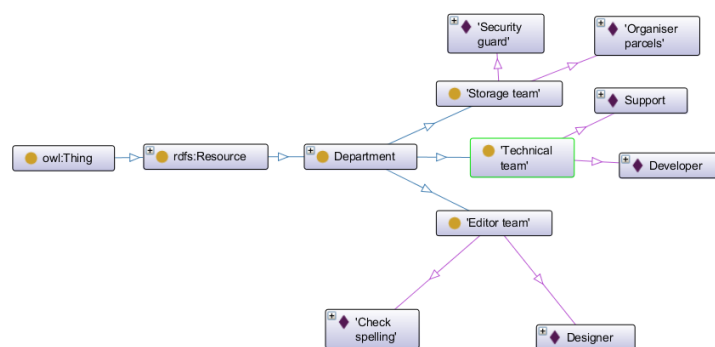 'Security
guard'
'Organiser
parcels'
'Storage team'
Support
owl:Thing
rdfs:Resource
Department
'Technical
team'
Developer
'Editor team'
'Check
spelling'
Designer